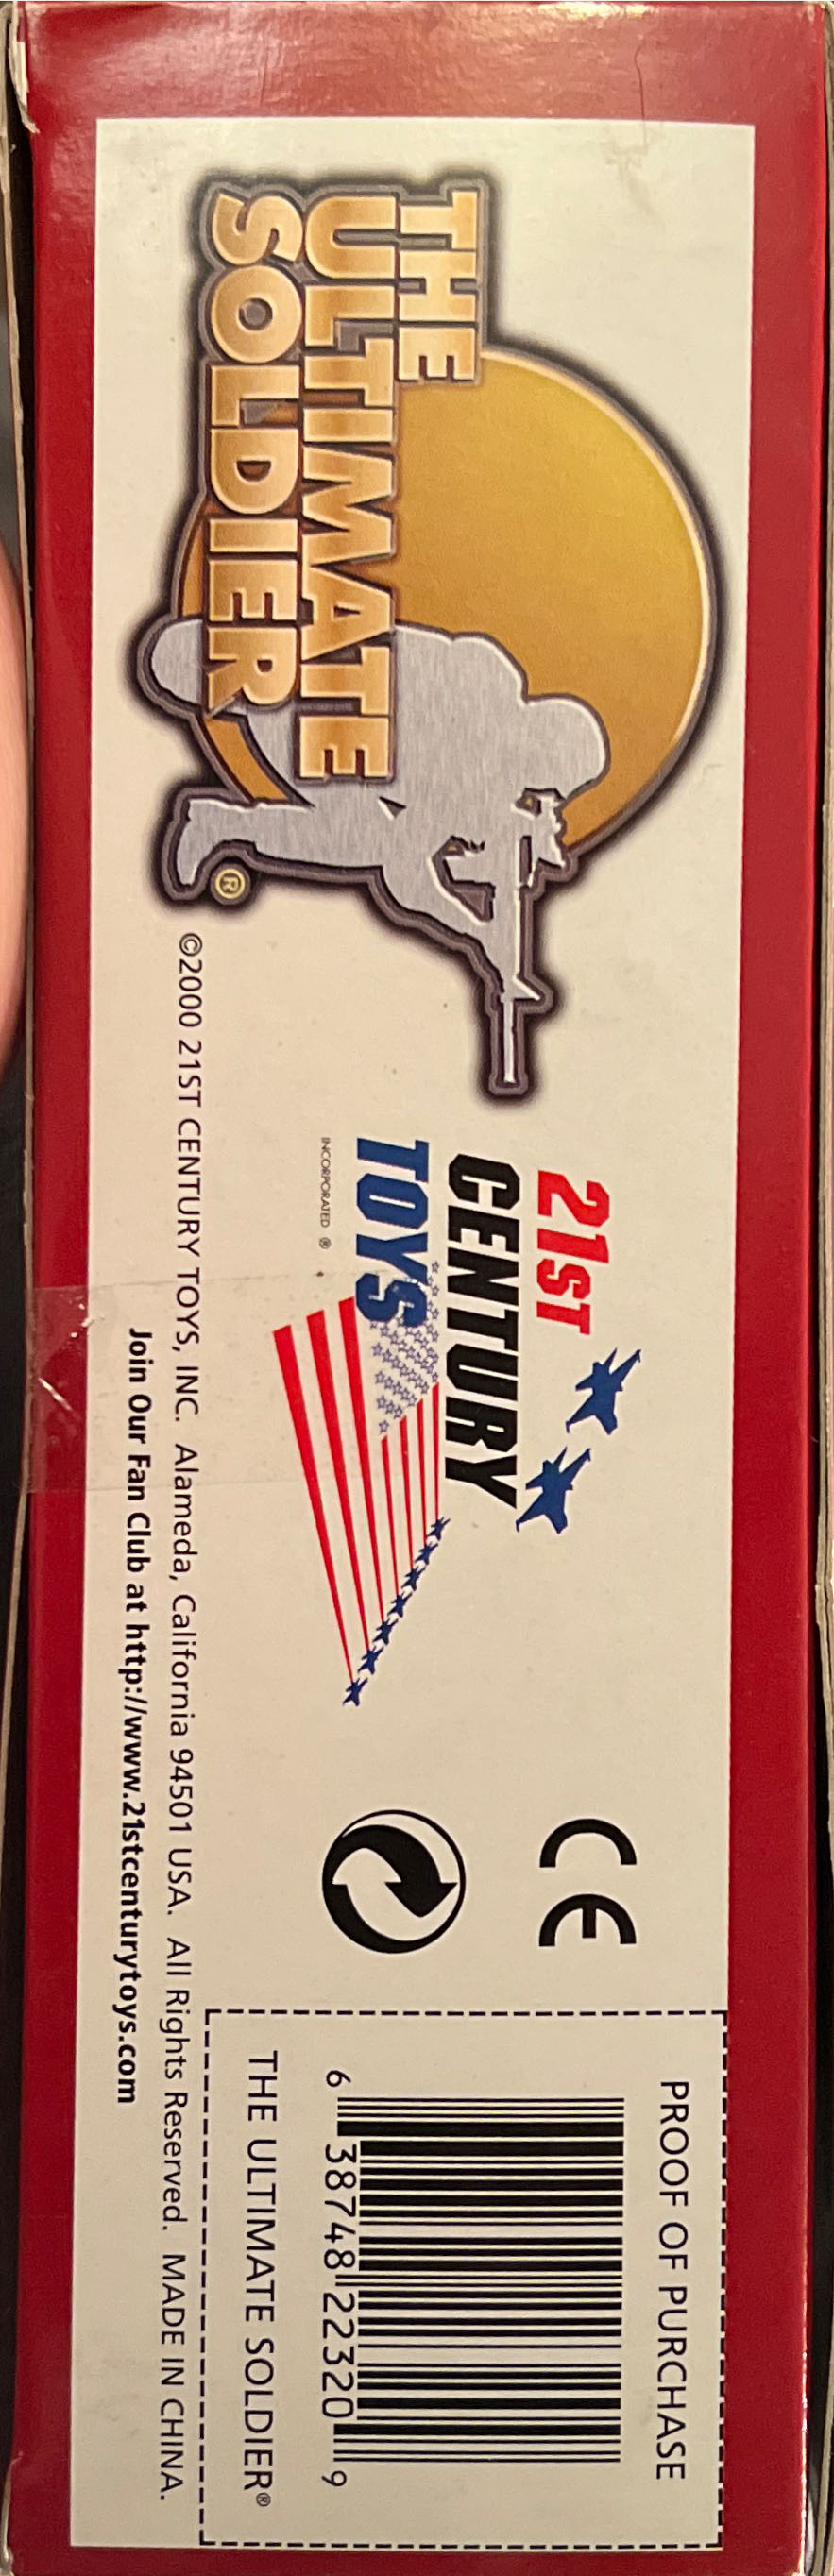 THE
ULTIMATE
SOLDIER
®
21ST
CENTURY
TOYS
INCORPORATED ®
©2000 21ST CENTURY TOYS, INC. Alameda, California 94501 USA. All Rights Reserved. MADE IN CHINA.
Join Our Fan Club at http://www.21stcenturytoys.com
CE
PROOF OF PURCHASE
6 38748 22320 9
THE ULTIMATE SOLDIER®